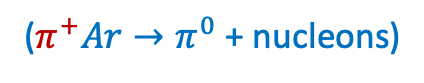 (π⁺Ar → π⁰ + nucleons)